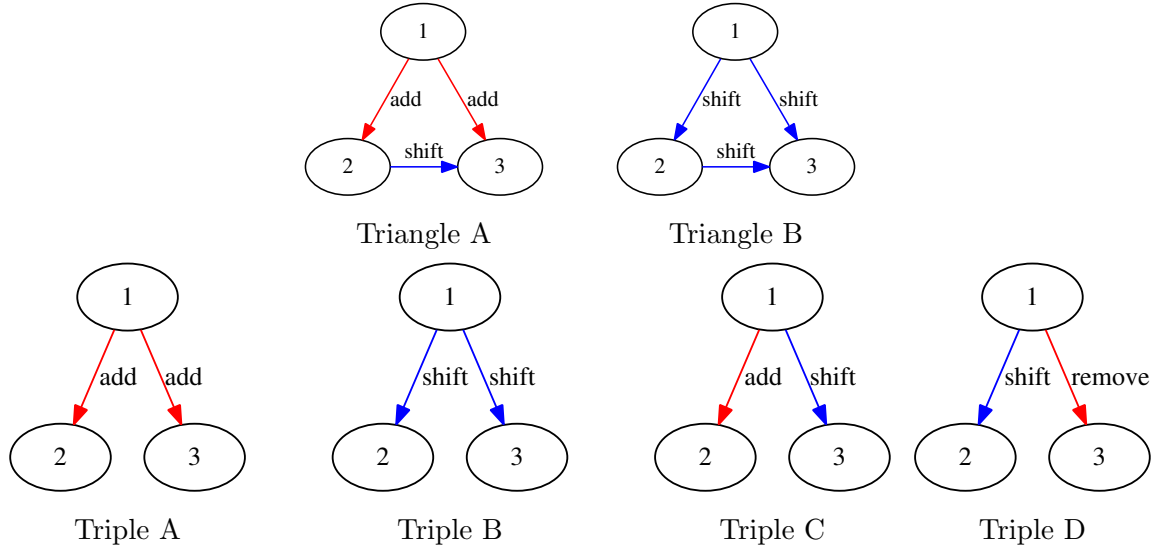 1 1
add add shift shift
2 shift 3 2 shift 3
Triangle A Triangle B
1 1 1 1
add add shift shift add shift shift remove
2 3 2 3 2 3 2 3
Triple A Triple B Triple C Triple D